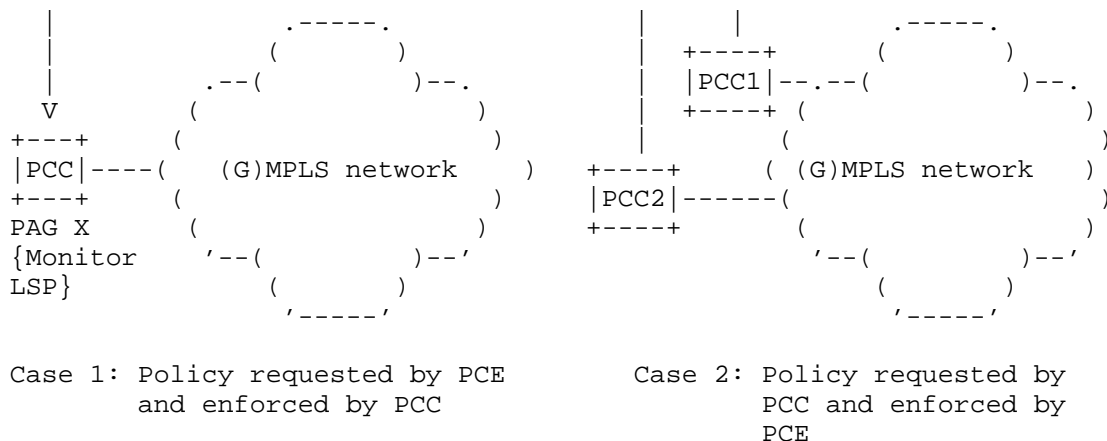 PCC1
PCC
(G)MPLS network
PCC2
(G)MPLS network
PAG X
{Monitor
LSP}
V
Case 1: Policy requested by PCE
and enforced by PCC
Case 2: Policy requested by
PCC and enforced by
PCE